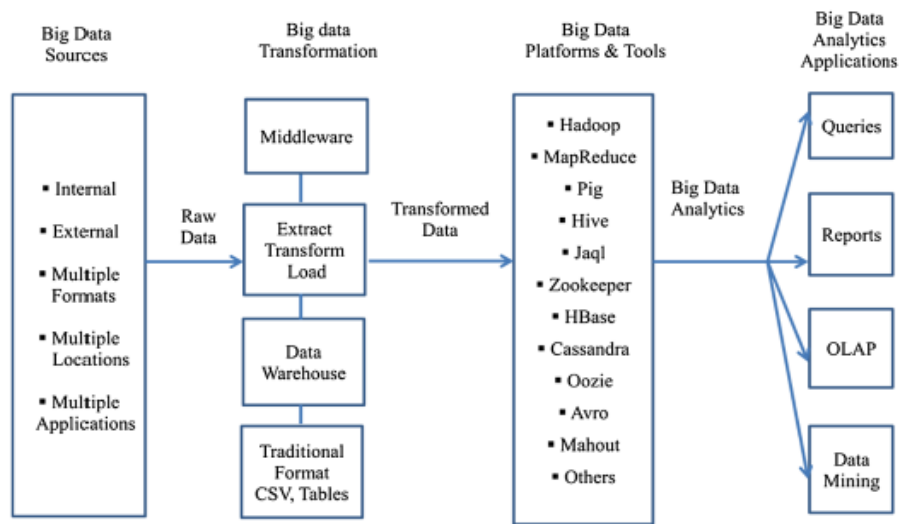 Big Data
Sources
Big data
Transformation
Big Data
Platforms & Tools
Big Data
Analytics
Applications
▪ Internal
▪ External
▪ Multiple
Formats
▪ Multiple
Locations
▪ Multiple
Applications
Raw
Data
Middleware
Extract
Transform
Load
Data
Warehouse
Traditional
Format
CSV, Tables
Transformed
Data
▪ Hadoop
▪ MapReduce
▪ Pig
▪ Hive
▪ Jaql
▪ Zookeeper
▪ HBase
▪ Cassandra
▪ Oozie
▪ Avro
▪ Mahout
▪ Others
Big Data
Analytics
Queries
Reports
OLAP
Data
Mining